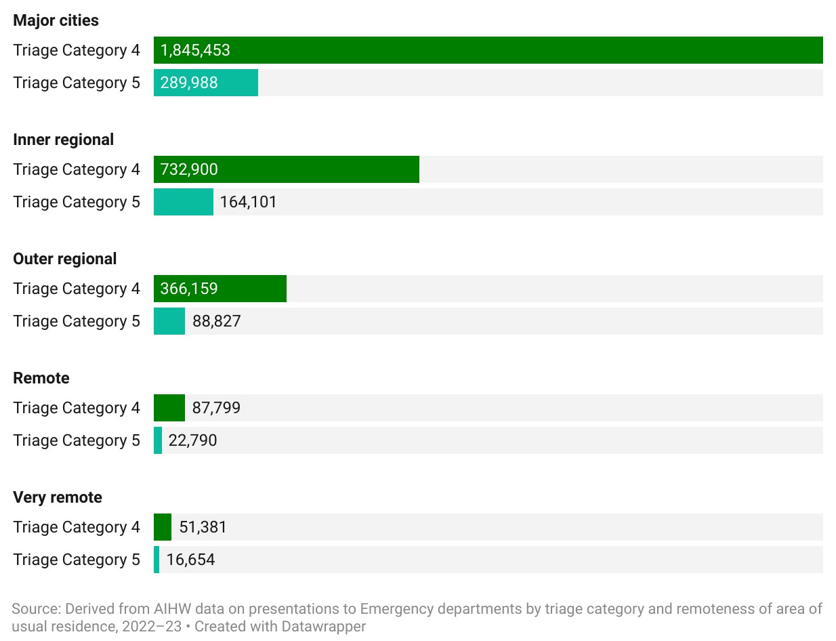 Major cities
Triage Category 4 1,845,453
Triage Category 5 289,988
Inner regional
Triage Category 4 732,900
Triage Category 5 164,101
Outer regional
Triage Category 4 366,159
Triage Category 5 88,827
Remote
Triage Category 4 87,799
Triage Category 5 22,790
Very remote
Triage Category 4 51,381
Triage Category 5 16,654
Source: Derived from AIHW data on presentations to Emergency departments by triage category and remoteness of area of
usual residence, 2022–23 • Created with Datawrapper